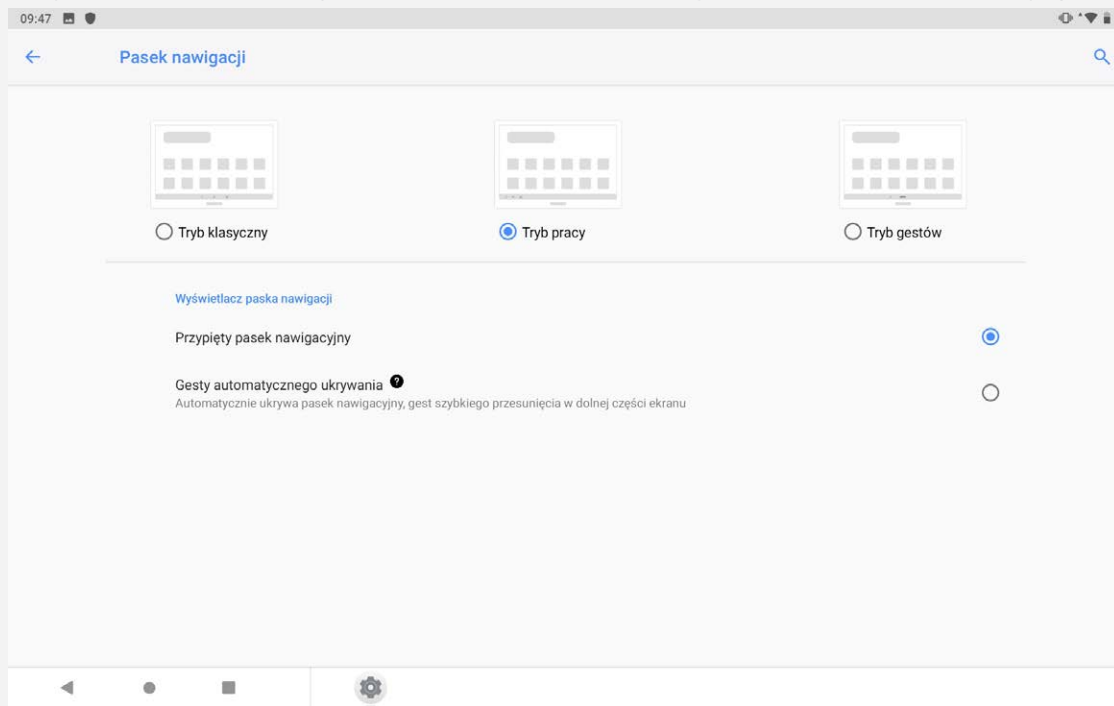 09:47
Pasek nawigacji
Tryb klasyczny
Tryb pracy
Tryb gestów
Wyświetlacz paska nawigacji
Przypięty pasek nawigacyjny
Gesty automatycznego ukrywania ?
Automatycznie ukrywa pasek nawigacyjny, gest szybkiego przesunięcia w dolnej części ekranu